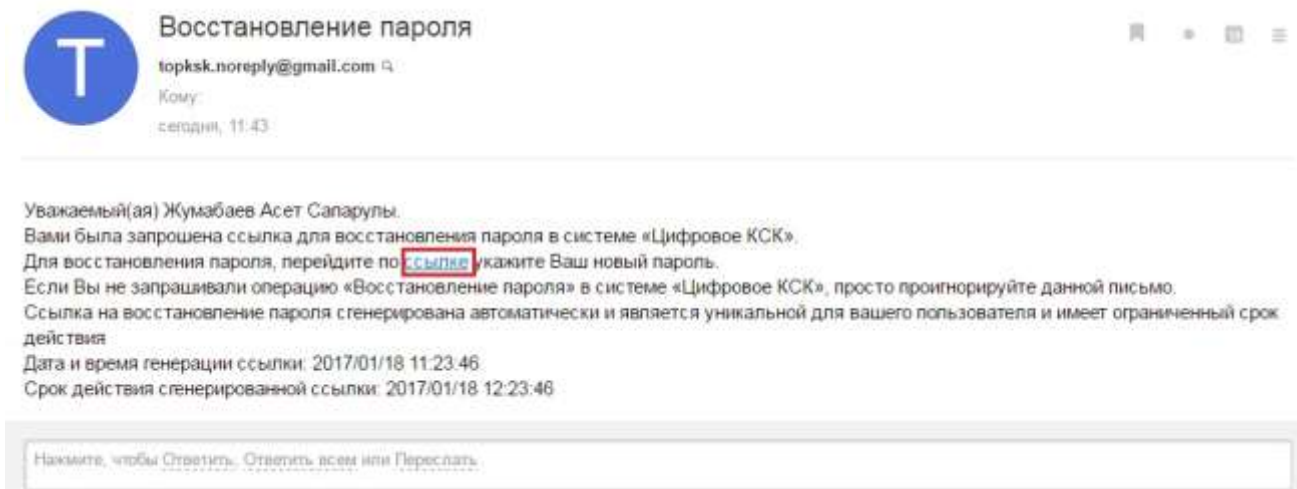 Т
Восстановление пароля
topksk.noreply@gmail.com
Кому:
сегодня, 11:43
Уважаемый(ая) Жумабаев Асет Сапарулы.
Вами была запрошена ссылка для восстановления пароля в системе «Цифровое КСК».
Для восстановления пароля, перейдите по ссылке укажите Ваш новый пароль.
Если Вы не запрашивали операцию «Восстановление пароля» в системе «Цифровое КСК», просто проигнорируйте данной письмо.
Ссылка на восстановление пароля сгенерирована автоматически и является уникальной для вашего пользователя и имеет ограниченный срок
действия
Дата и время генерации ссылки: 2017/01/18 11:23:46
Срок действия сгенерированной ссылки: 2017/01/18 12:23:46
Нажмите, чтобы Ответить, Ответить всем или Переслать